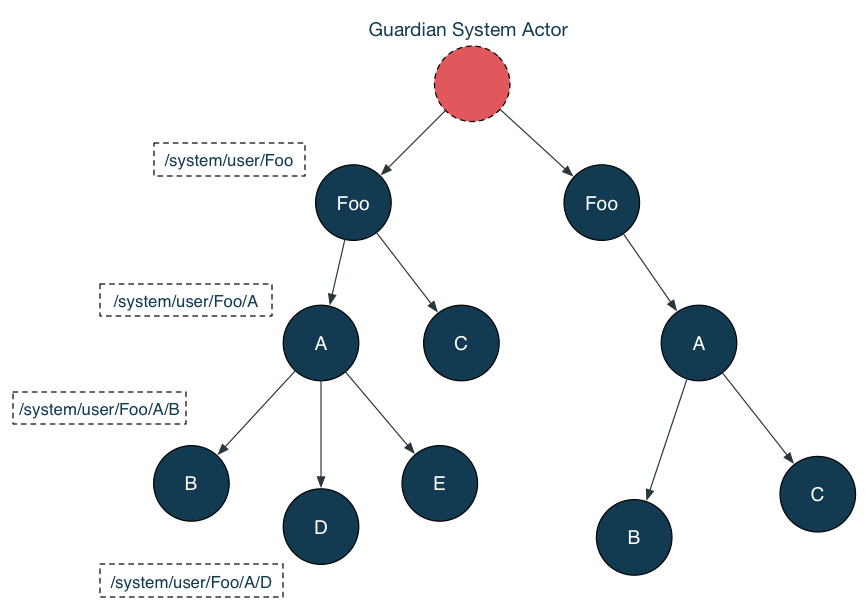 Guardian System Actor
/system/user/Foo
Foo
Foo
/system/user/Foo/A
A
C
A
/system/user/Foo/A/B
B
E
C
D
B
/system/user/Foo/A/D